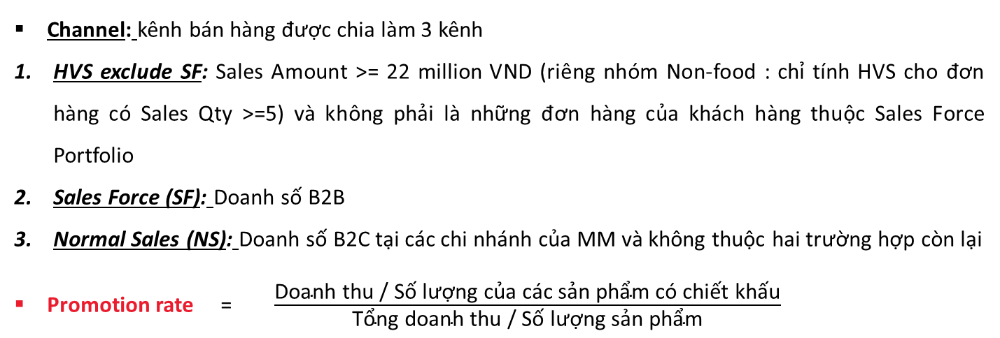 ▪ Channel: kênh bán hàng được chia làm 3 kênh
1. HVS exclude SF: Sales Amount >= 22 million VND (riêng nhóm Non-food : chỉ tính HVS cho đơn
hàng có Sales Qty >=5) và không phải là những đơn hàng của khách hàng thuộc Sales Force
Portfolio
2. Sales Force (SF): Doanh số B2B
3. Normal Sales (NS): Doanh số B2C tại các chi nhánh của MM và không thuộc hai trường hợp còn lại
▪ Promotion rate =
Doanh thu / Số lượng của các sản phẩm có chiết khấu
Tổng doanh thu / Số lượng sản phẩm